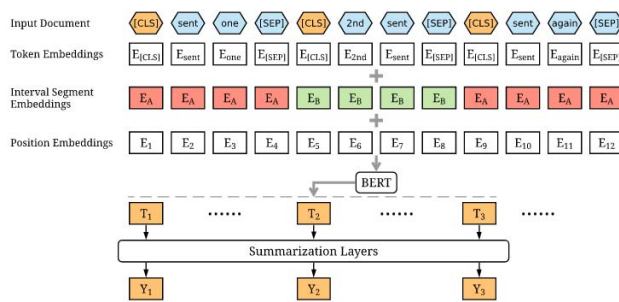 Input Document [CLS] sent one [SEP] [CLS] 2nd sent [SEP] [CLS] sent again [SEP]
Token Embeddings E[CLS] Esent Eone E[SEP] E[CLS] E2nd Esent E[SEP] E[CLS] Esent Eagain E[SEP]
+
Interval Segment
Embeddings EA EA EA EA EB EB EB EB EA EA EA EA
+
Position Embeddings E1 E2 E3 E4 E5 E6 E7 E8 E9 E10 E11 E12
BERT
T1 ...... T2 ...... T3 ......
Summarization Layers
Y1 Y2 Y3